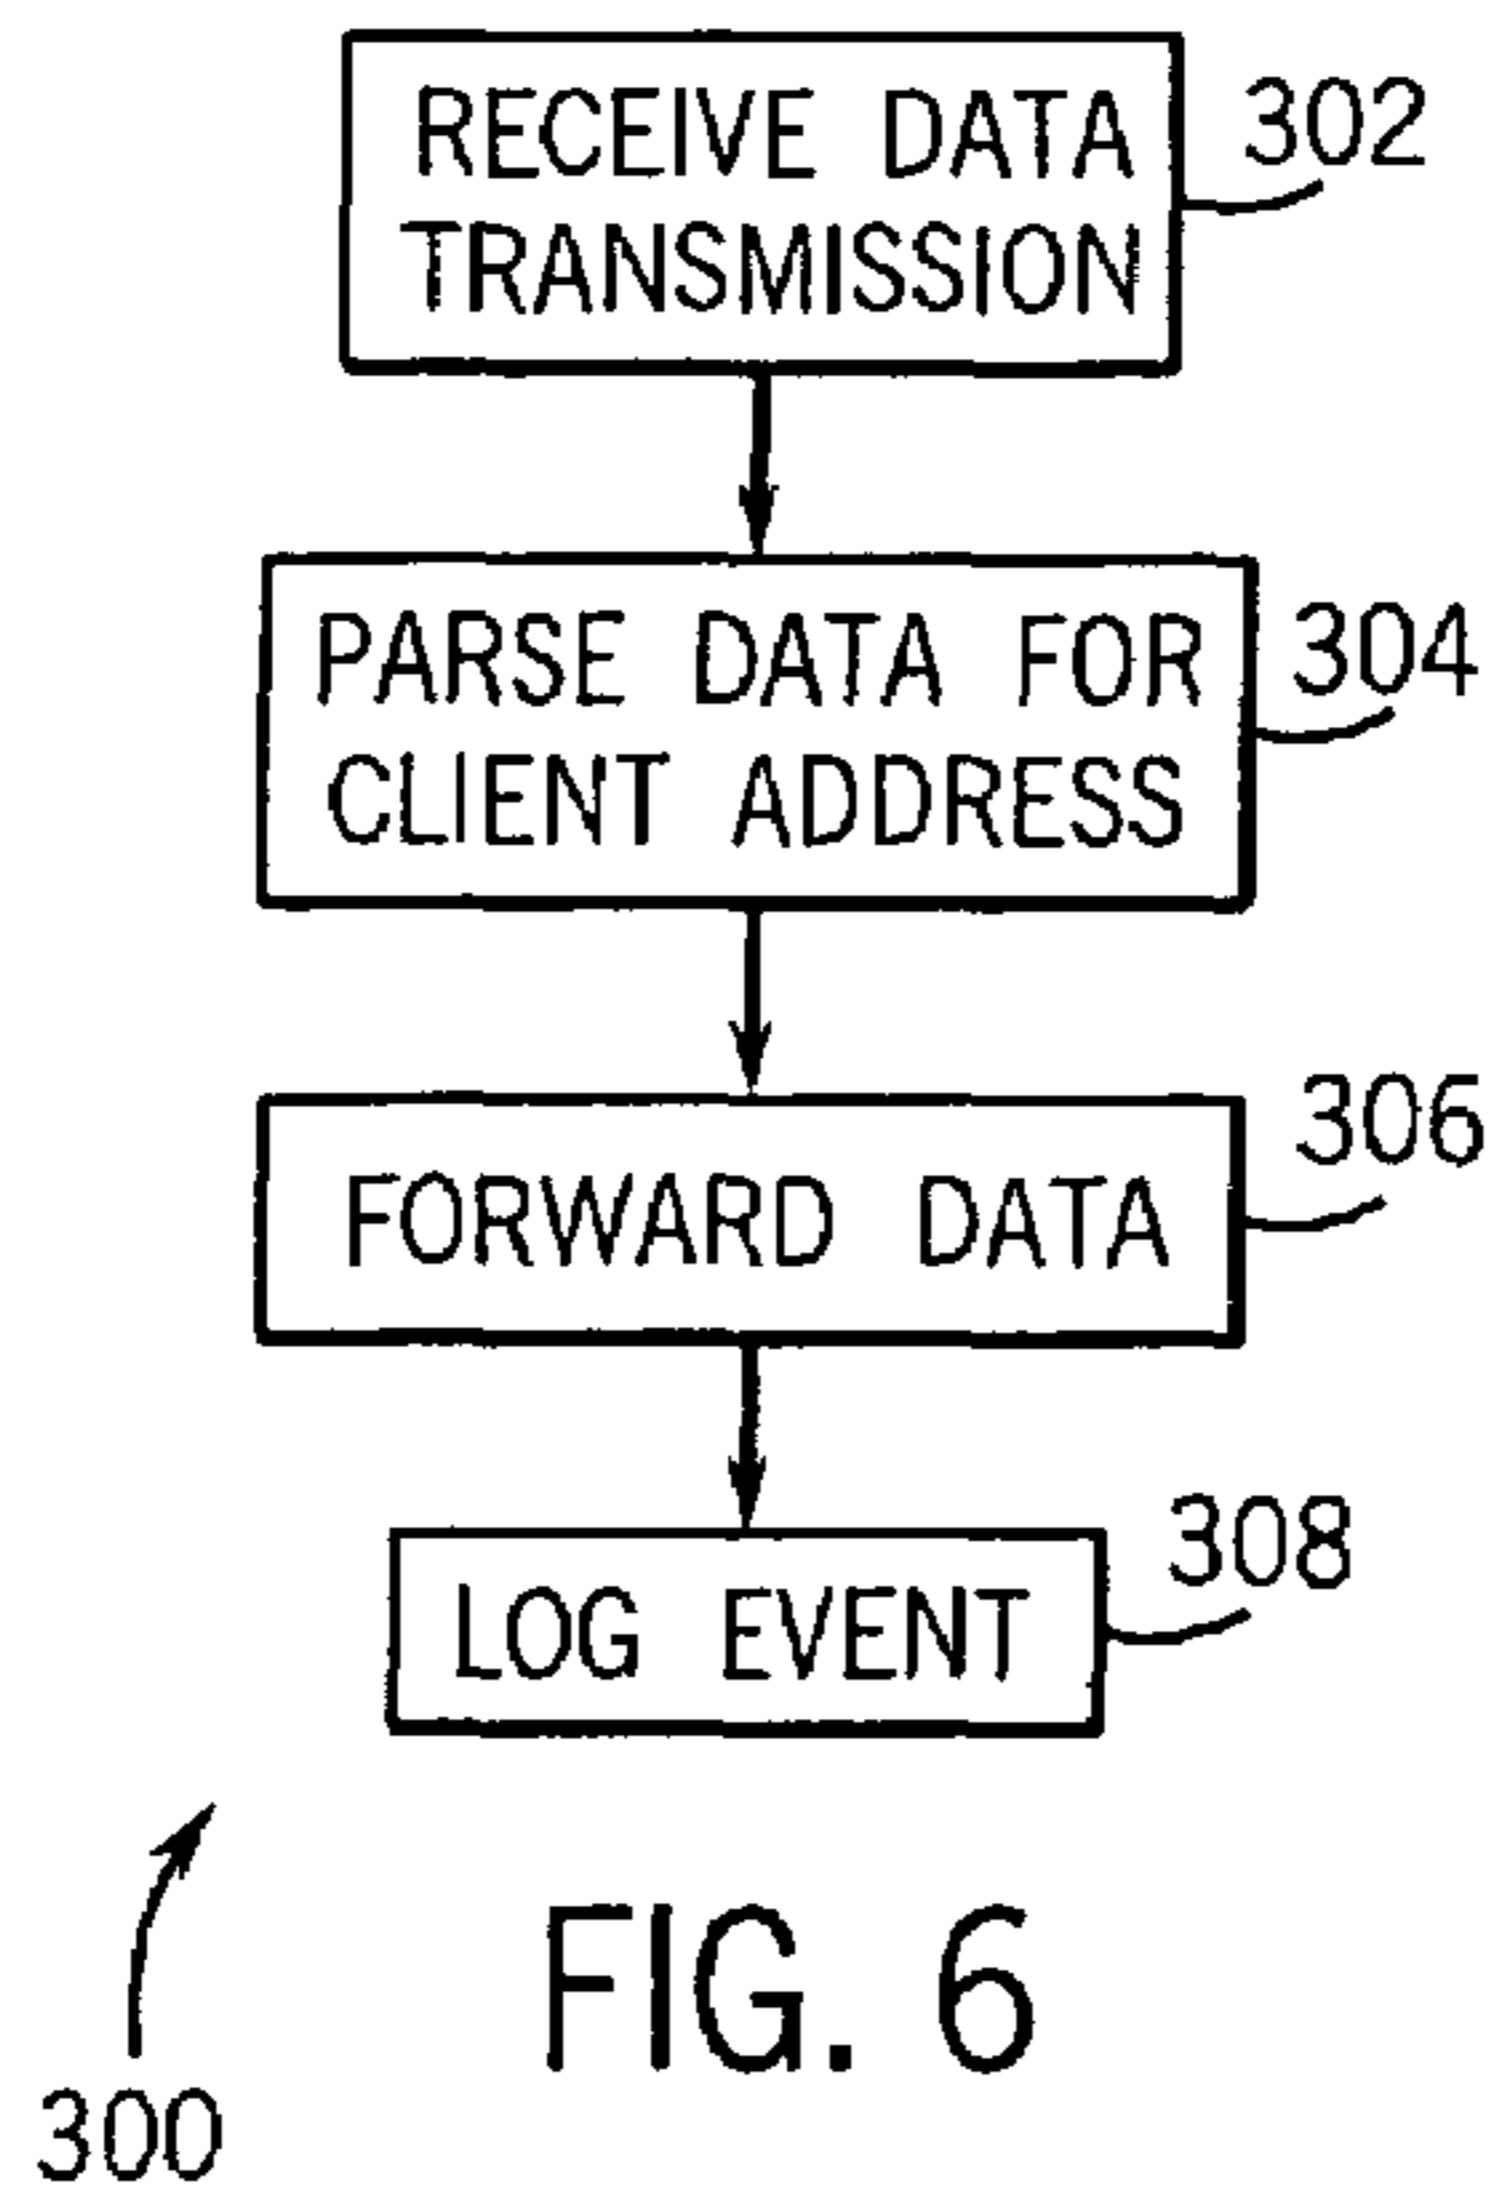 RECEIVE DATA
TRANSMISSION
302
PARSE DATA FOR
CLIENT ADDRESS
304
FORWARD DATA
306
LOG EVENT
308
FIG. 6
300